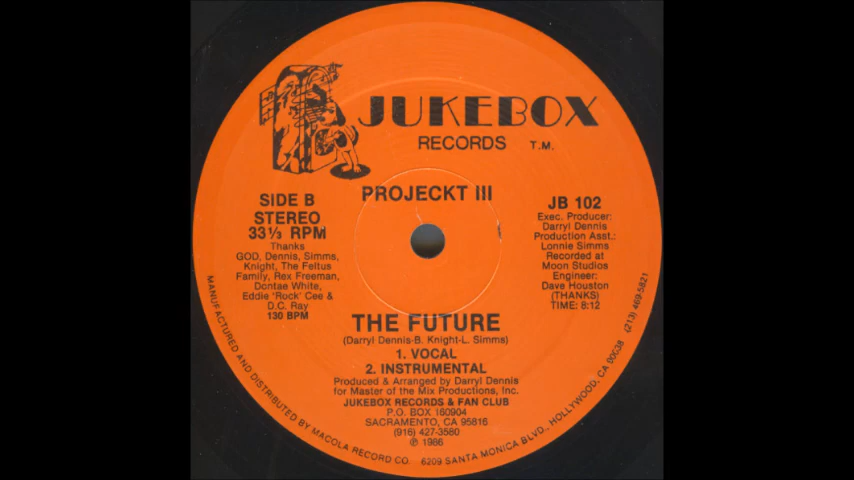 JUKEBOX
RECORDS T.M.
PROJECKT III
SIDE B
STEREO
33⅓ RPM
Thanks
GOD, Dennis, Simms,
Knight, The Feltus
Family, Rex Freeman,
Dontae White,
Eddie 'Rock' Cee &
D.C. Ray
130 BPM
JB 102
Exec. Producer:
Darryl Dennis
Production Asst.:
Lonnie Simms
Recorded at
Moon Studios
Engineer:
Dave Houston
(THANKS)
TIME: 8:12
THE FUTURE
(Darryl Dennis-B. Knight-L. Simms)
1. VOCAL
2. INSTRUMENTAL
Produced & Arranged by Darryl Dennis
for Master of the Mix Productions, Inc.
JUKEBOX RECORDS & FAN CLUB
P.O. BOX 160904
SACRAMENTO, CA 95816
(916) 427-3580
℗ 1986
MANUFACTURED AND DISTRIBUTED BY MACOLA RECORD CO. 6209 SANTA MONICA BLVD., HOLLYWOOD, CA 90038 (213) 469-5821